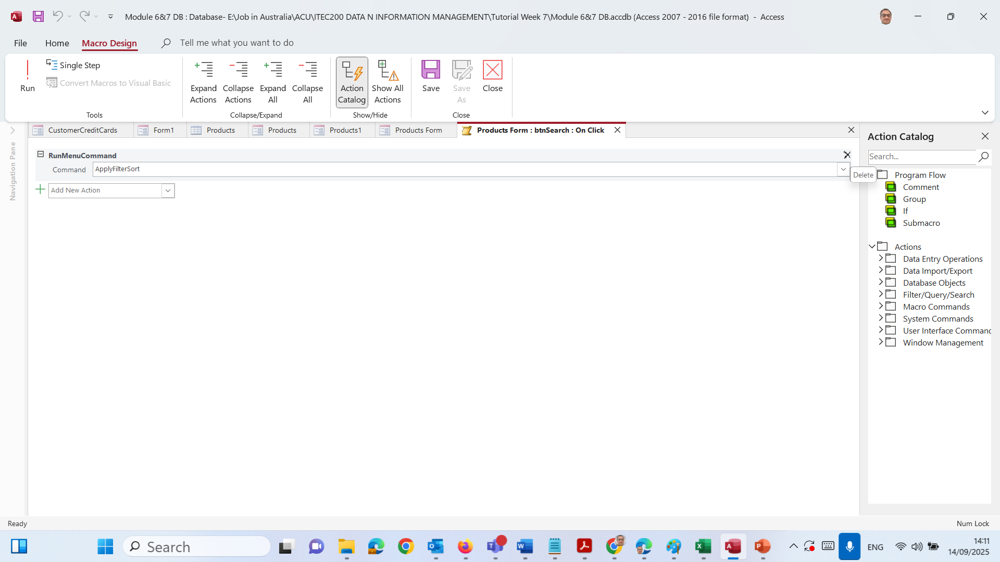 Module 6&7 DB : Database- E:\Job in Australia\ACU\ITEC200 DATA N INFORMATION MANAGEMENT\Tutorial Week 7\Module 6&7 DB.accdb (Access 2007 - 2016 file format) - Access
File Home Macro Design Tell me what you want to do
Run
Single Step
Convert Macros to Visual Basic
Tools
Expand Actions
Collapse Actions
Expand All
Collapse All
Collapse/Expand
Action Catalog
Show All Actions
Show/Hide
Save
Save As
Close
Close
CustomerCreditCards Form1 Products Products Products1 Products Form Products Form : btnSearch : On Click
Navigation Pane
RunMenuCommand
Command ApplyFilterSort
Add New Action
Delete
Action Catalog
Search...
Program Flow
Comment
Group
If
Submacro
Actions
Data Entry Operations
Data Import/Export
Database Objects
Filter/Query/Search
Macro Commands
System Commands
User Interface Command
Window Management
Ready Num Lock
Search
ENG
14:11
14/09/2025